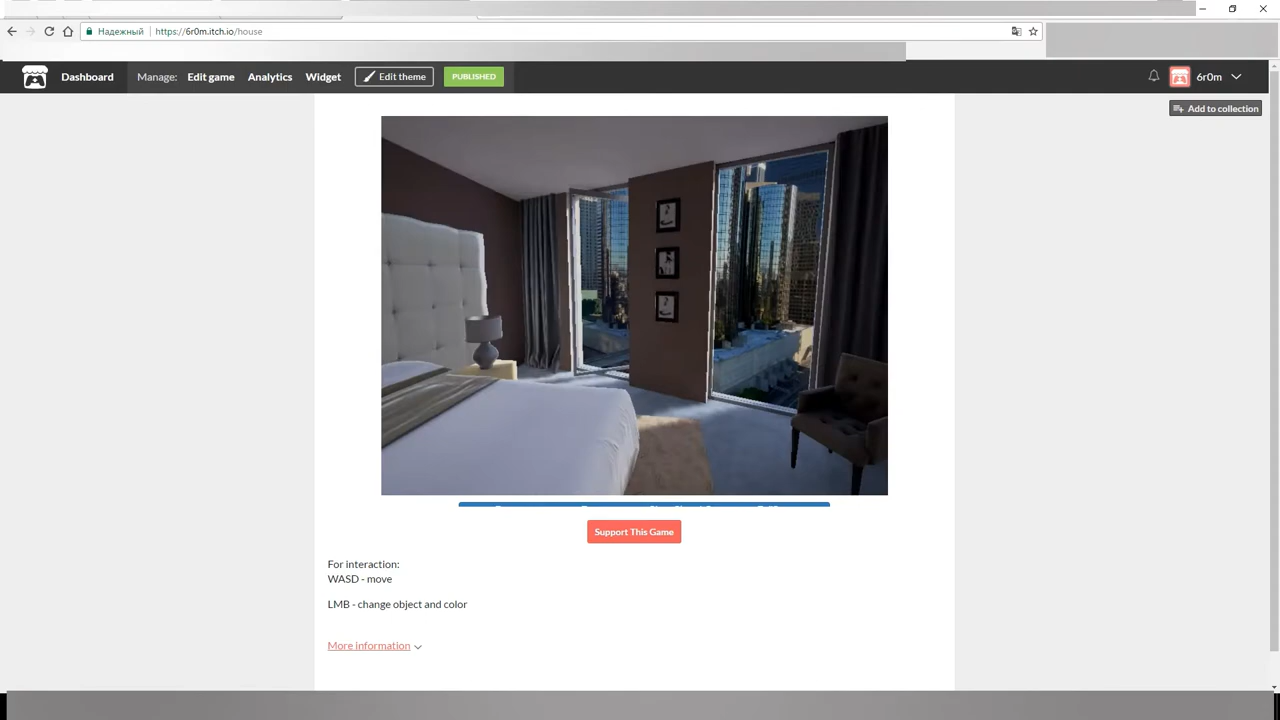 Надежный
https://6r0m.itch.io/house
Dashboard
Manage:
Edit game
Analytics
Widget
Edit theme
PUBLISHED
6r0m
Add to collection
Support This Game
For interaction:
WASD - move
LMB - change object and color
More information